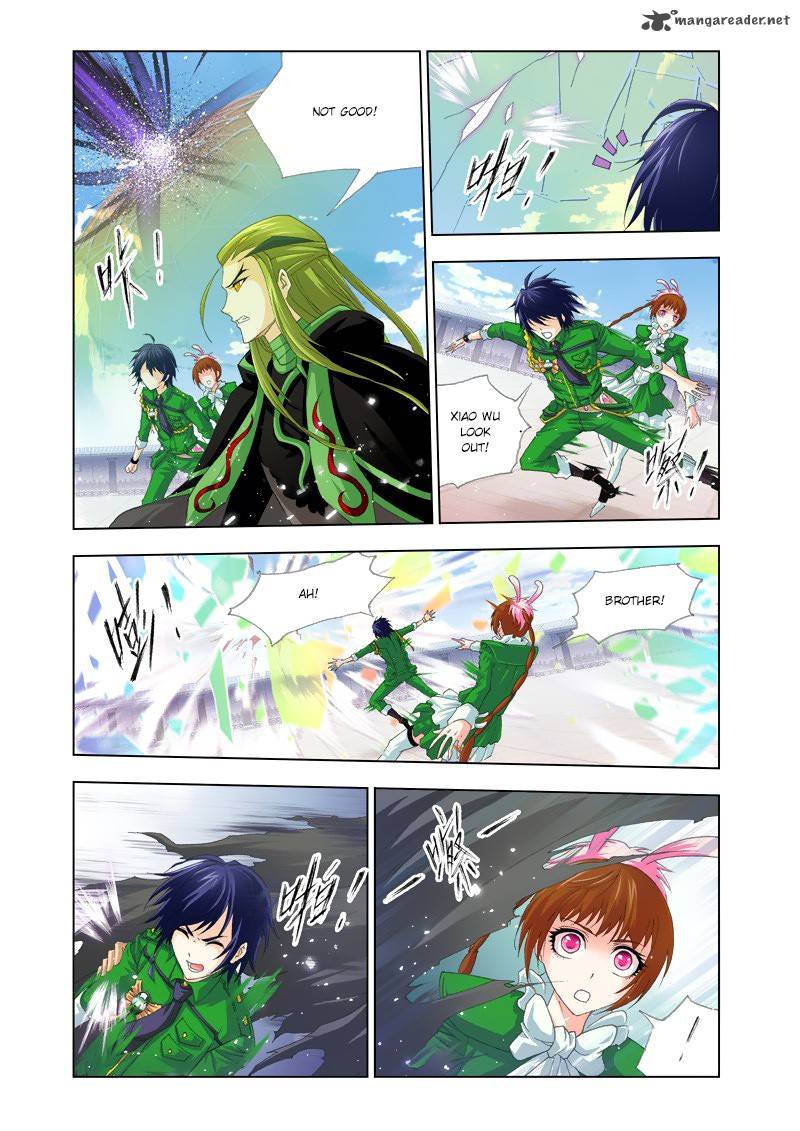 mangareader.net
NOT GOOD!
咔!
啪!
XIAO WU
LOOK
OUT!
嚓!
AH!
BROTHER!
嘭!
啪!
嚓
!